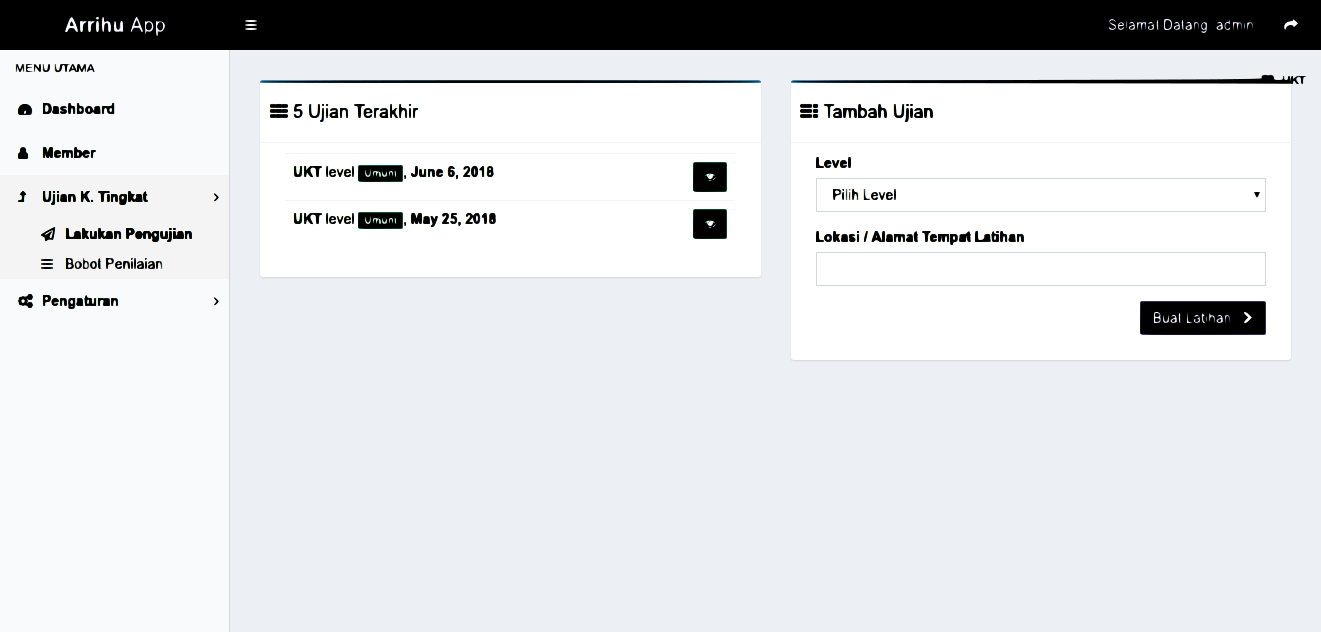 Arrihu App
Selamat Datang, admin
MENU UTAMA
Dashboard
Member
Ujian K. Tingkat
Lakukan Pengujian
Bobot Penilaian
Pengaturan
UKT
5 Ujian Terakhir
UKT level Umum, June 6, 2018
UKT level Umum, May 25, 2018
Tambah Ujian
Level
Pilih Level
Lokasi / Alamat Tempat Latihan
Buat Latihan